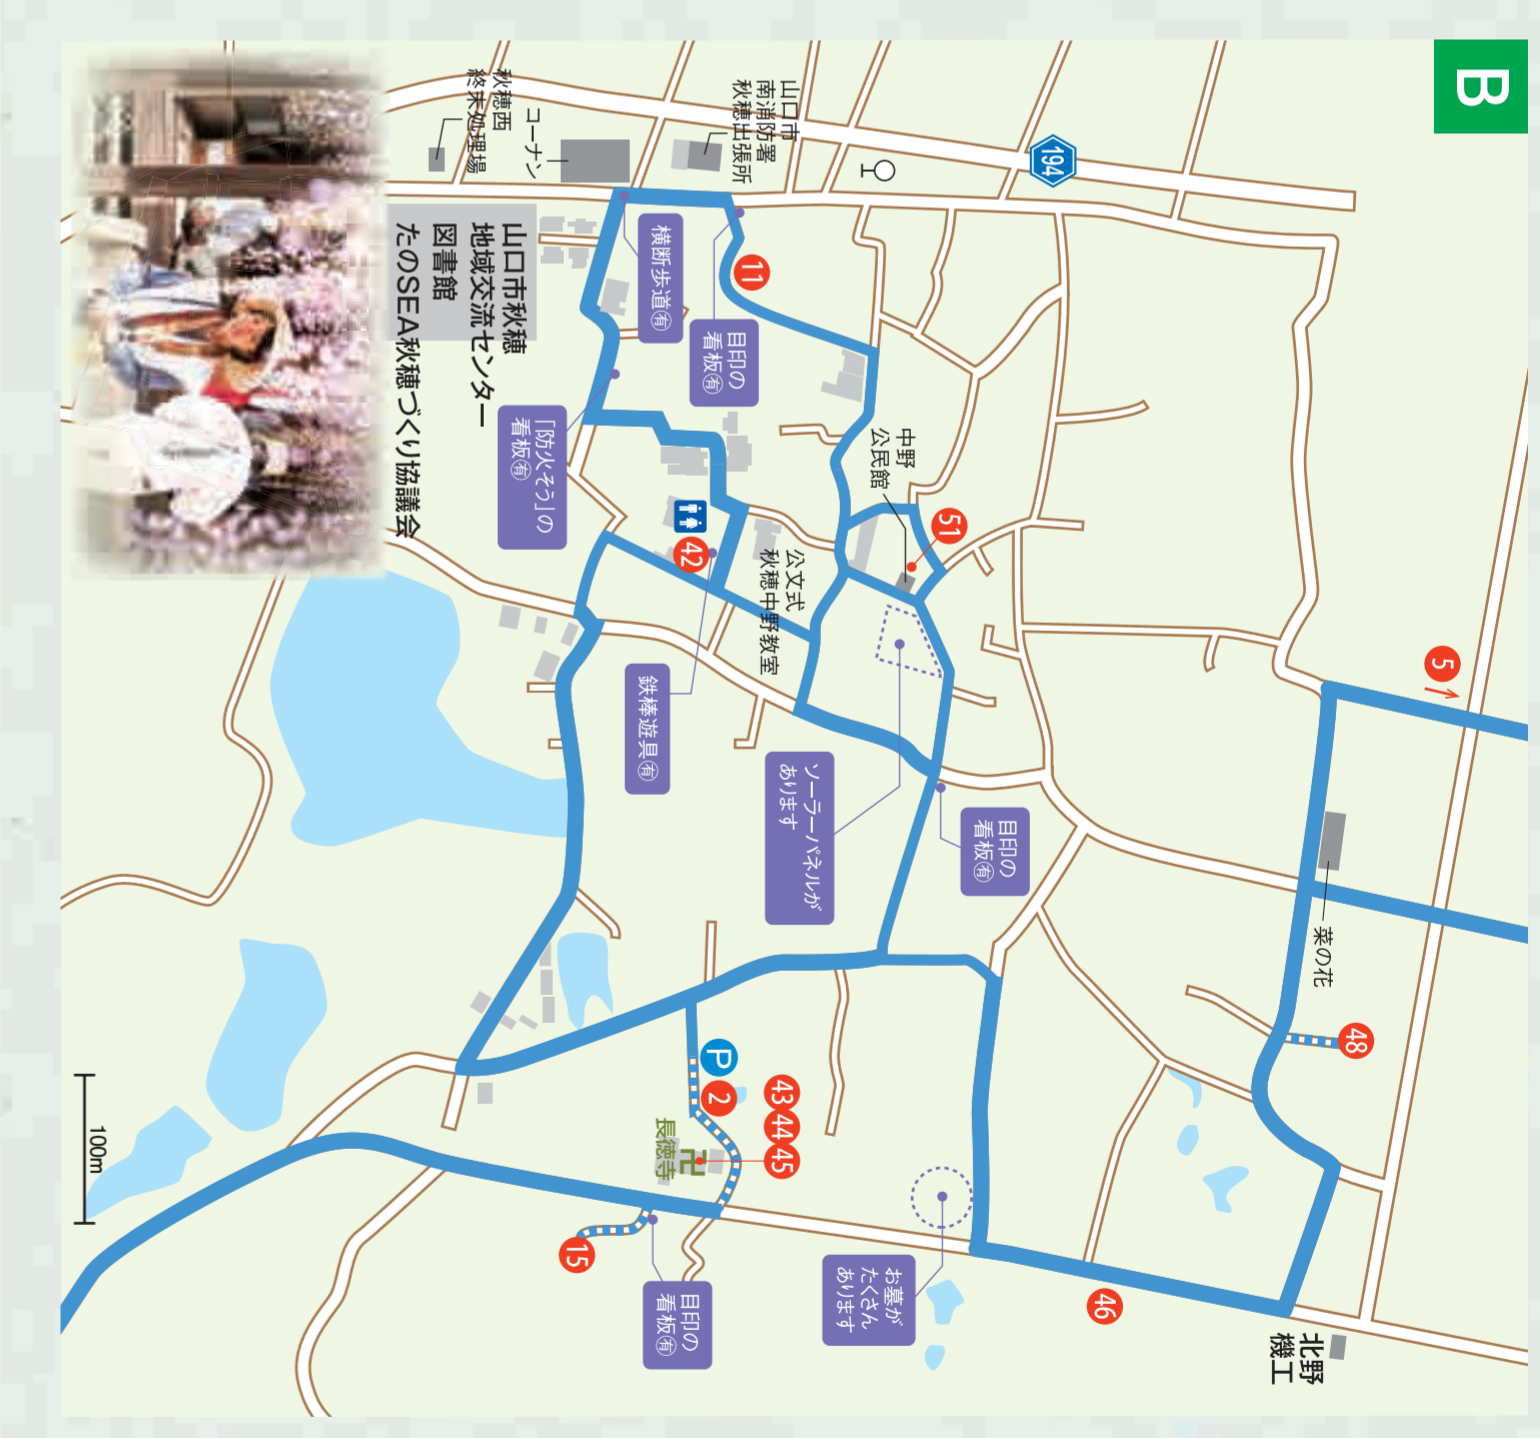 B
194
山口市
南消防署
秋穂出張所
コーナン
秋穂西
終末処理場
山口市秋穂
地域交流センター
図書館
たのSEA秋穂づくり協議会
横断歩道㊒
11
目印の
看板㊒
「防火そう」の
看板㊒
中野
公民館
51
42
公文式
秋穂中野教室
鉄棒遊具㊒
ソーラーパネルが
あります
目印の
看板㊒
5
菜の花
48
P
2
43
44
45
長徳寺
卍
15
目印の
看板㊒
お墓が
たくさん
あります
46
北野
機工
100m